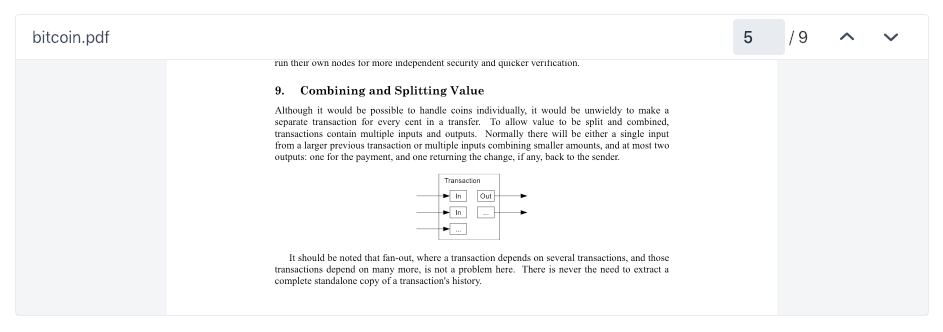 bitcoin.pdf
5 / 9
run their own nodes for more independent security and quicker verification.
9. Combining and Splitting Value
Although it would be possible to handle coins individually, it would be unwieldy to make a
separate transaction for every cent in a transfer. To allow value to be split and combined,
transactions contain multiple inputs and outputs. Normally there will be either a single input
from a larger previous transaction or multiple inputs combining smaller amounts, and at most two
outputs: one for the payment, and one returning the change, if any, back to the sender.
Transaction
In Out
In ...
...
It should be noted that fan-out, where a transaction depends on several transactions, and those
transactions depend on many more, is not a problem here. There is never the need to extract a
complete standalone copy of a transaction's history.